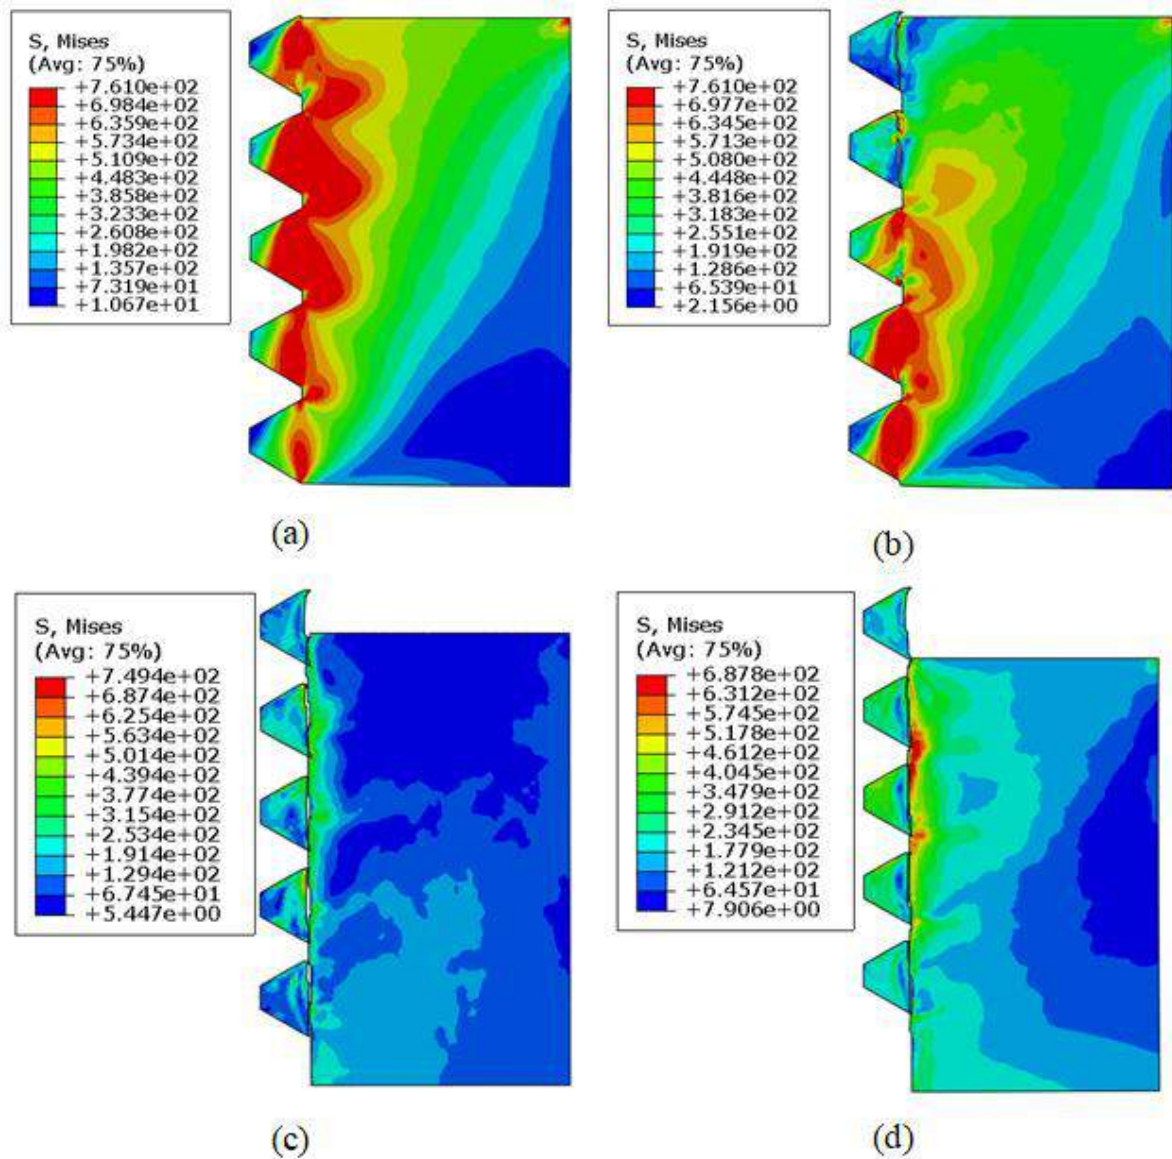 S, Mises
(Avg: 75%)
+7.610e+02
+6.984e+02
+6.359e+02
+5.734e+02
+5.109e+02
+4.483e+02
+3.858e+02
+3.233e+02
+2.608e+02
+1.982e+02
+1.357e+02
+7.319e+01
+1.067e+01
(a)
S, Mises
(Avg: 75%)
+7.610e+02
+6.977e+02
+6.345e+02
+5.713e+02
+5.080e+02
+4.448e+02
+3.816e+02
+3.183e+02
+2.551e+02
+1.919e+02
+1.286e+02
+6.539e+01
+2.156e+00
(b)
S, Mises
(Avg: 75%)
+7.494e+02
+6.874e+02
+6.254e+02
+5.634e+02
+5.014e+02
+4.394e+02
+3.774e+02
+3.154e+02
+2.534e+02
+1.914e+02
+1.294e+02
+6.745e+01
+5.447e+00
(c)
S, Mises
(Avg: 75%)
+6.878e+02
+6.312e+02
+5.745e+02
+5.178e+02
+4.612e+02
+4.045e+02
+3.479e+02
+2.912e+02
+2.345e+02
+1.779e+02
+1.212e+02
+6.457e+01
+7.906e+00
(d)